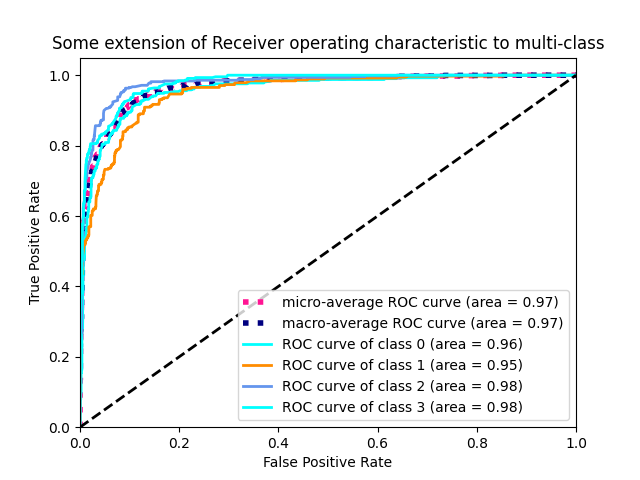 Some extension of Receiver operating characteristic to multi-class
1.0
0.8
0.6
0.4
0.2
0.0
True Positive Rate
micro-average ROC curve (area = 0.97)
macro-average ROC curve (area = 0.97)
ROC curve of class 0 (area = 0.96)
ROC curve of class 1 (area = 0.95)
ROC curve of class 2 (area = 0.98)
ROC curve of class 3 (area = 0.98)
0.0 0.2 0.4 0.6 0.8 1.0
False Positive Rate